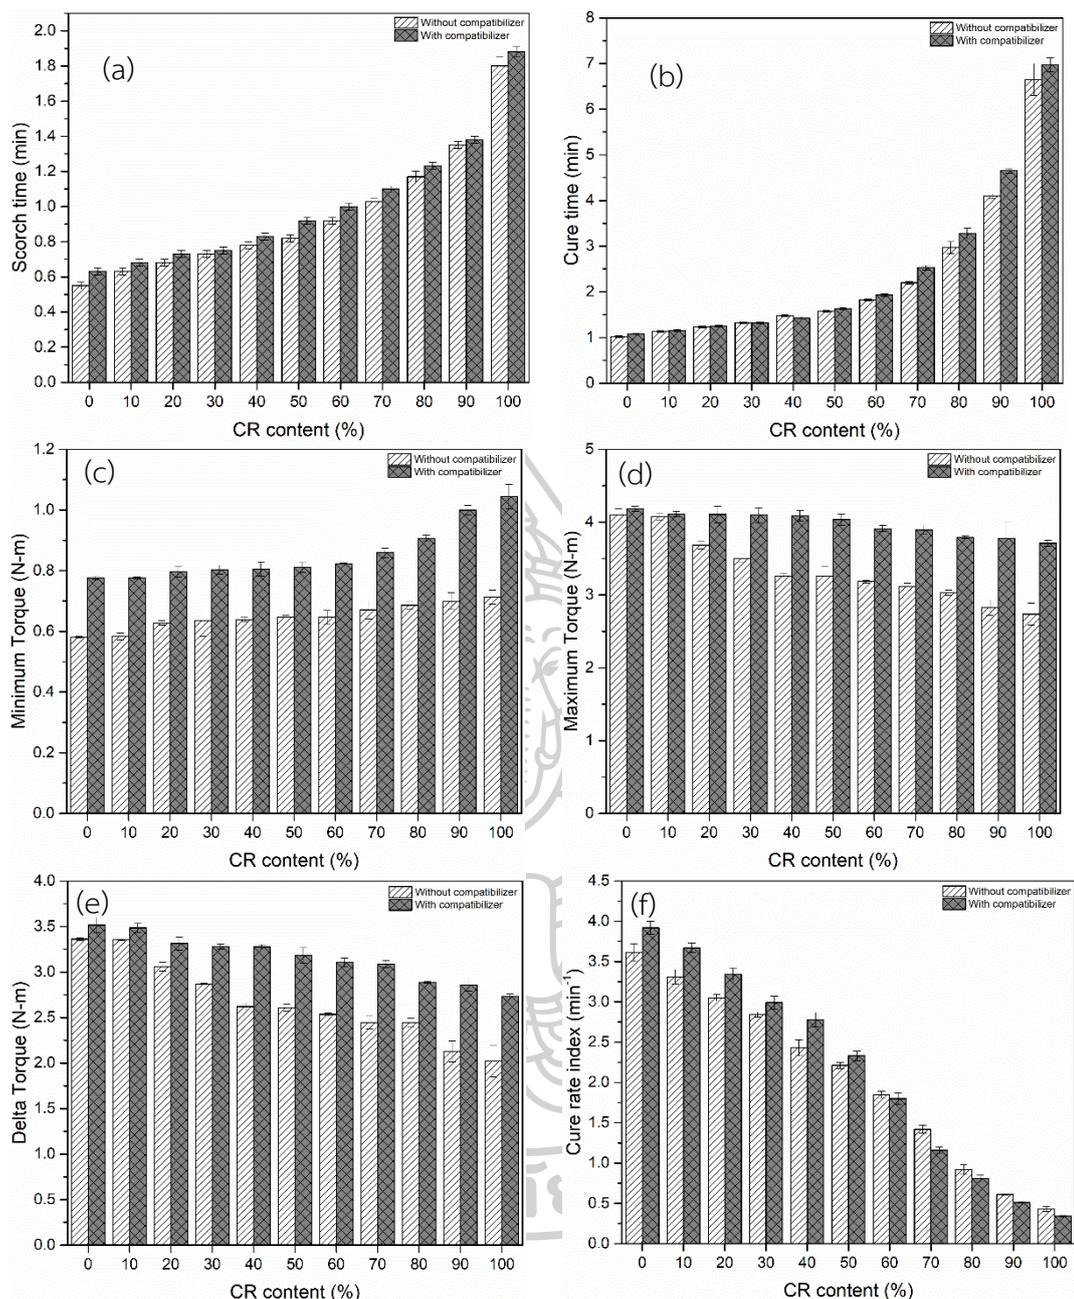 (a)
Without compatibilizer
With compatibilizer
Scorch time (min)
2.0
1.8
1.6
1.4
1.2
1.0
0.8
0.6
0.4
0.2
0.0
0 10 20 30 40 50 60 70 80 90 100
CR content (%)
(b)
Without compatibilizer
With compatibilizer
Cure time (min)
8
7
6
5
4
3
2
1
0
0 10 20 30 40 50 60 70 80 90 100
CR content (%)
(c)
Without compatibilizer
With compatibilizer
Minimum Torque (N-m)
1.2
1.0
0.8
0.6
0.4
0.2
0.0
0 10 20 30 40 50 60 70 80 90 100
CR content (%)
(d)
Without compatibilizer
With compatibilizer
Maximum Torque (N-m)
5
4
3
2
1
0
0 10 20 30 40 50 60 70 80 90 100
CR content (%)
(e)
Without compatibilizer
With compatibilizer
Delta Torque (N-m)
4.0
3.5
3.0
2.5
2.0
1.5
1.0
0.5
0.0
0 10 20 30 40 50 60 70 80 90 100
CR content (%)
(f)
Without compatibilizer
With compatibilizer
Cure rate index (min⁻¹)
4.5
4.0
3.5
3.0
2.5
2.0
1.5
1.0
0.5
0.0
0 10 20 30 40 50 60 70 80 90 100
CR content (%)